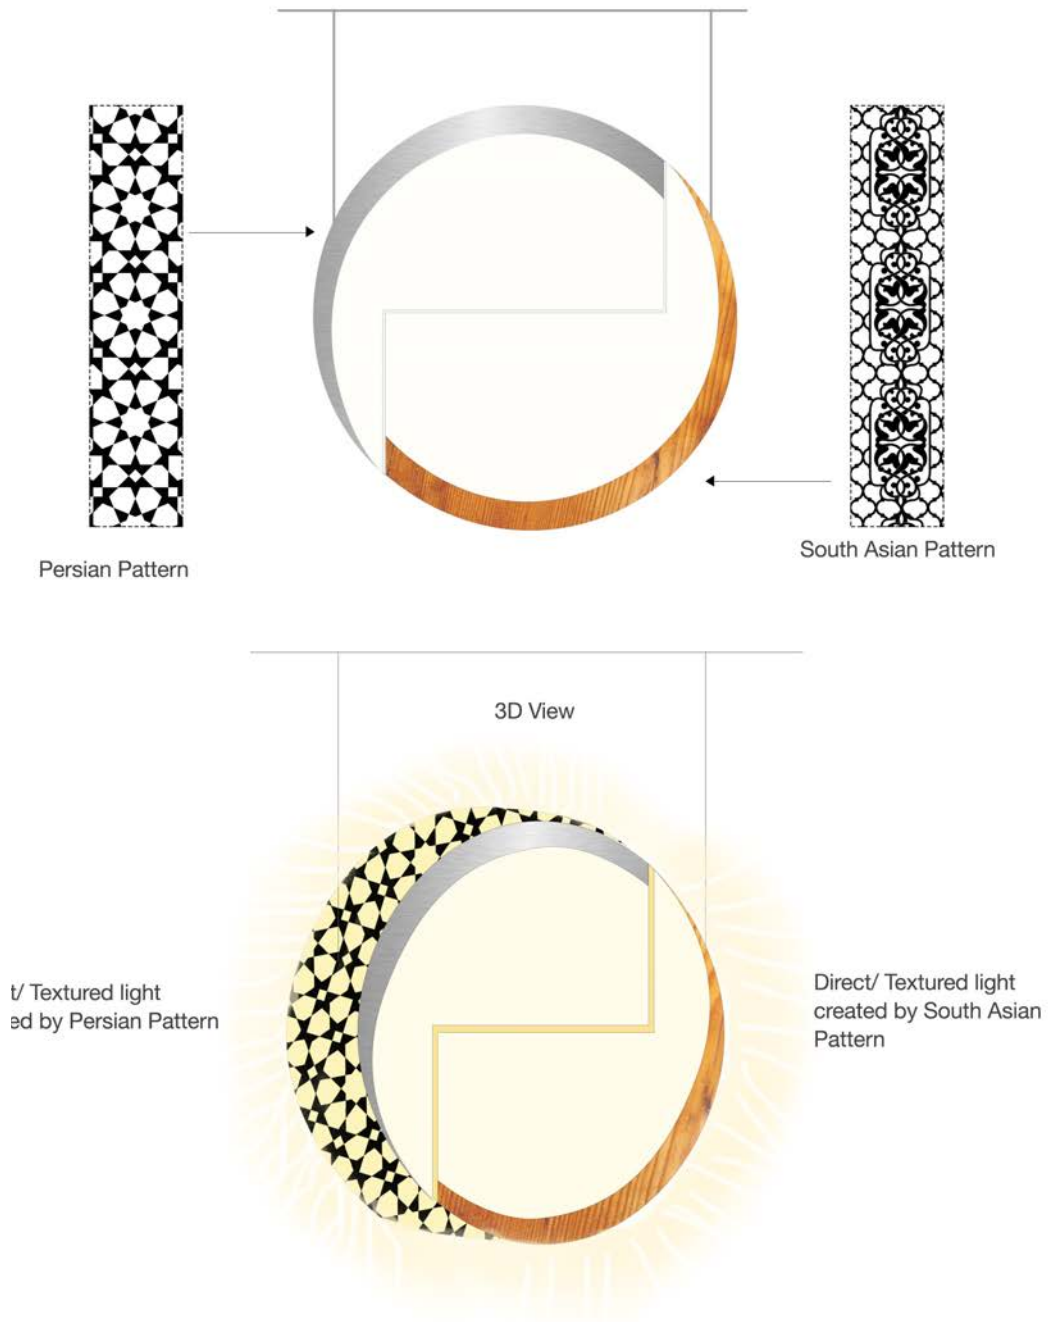 Persian Pattern
South Asian Pattern
3D View
t/ Textured light
ed by Persian Pattern
Direct/ Textured light
created by South Asian
Pattern